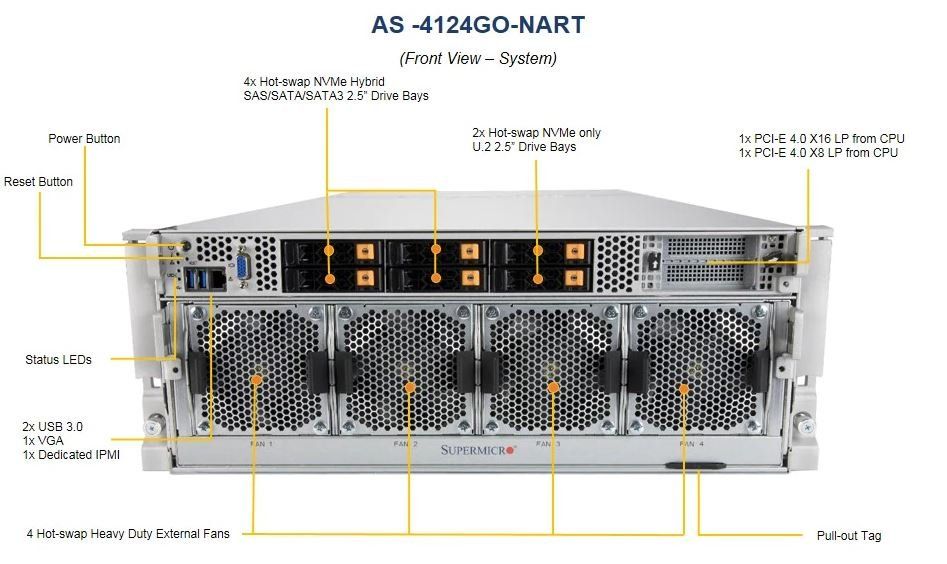 AS -4124GO-NART
(Front View – System)
4x Hot-swap NVMe Hybrid
SAS/SATA/SATA3 2.5” Drive Bays
2x Hot-swap NVMe only
U.2 2.5” Drive Bays
Power Button
1x PCI-E 4.0 X16 LP from CPU
1x PCI-E 4.0 X8 LP from CPU
Reset Button
Status LEDs
2x USB 3.0
1x VGA
1x Dedicated IPMI
FAN 1
FAN 2
FAN 3
FAN 4
SUPERMICRO
4 Hot-swap Heavy Duty External Fans
Pull-out Tag